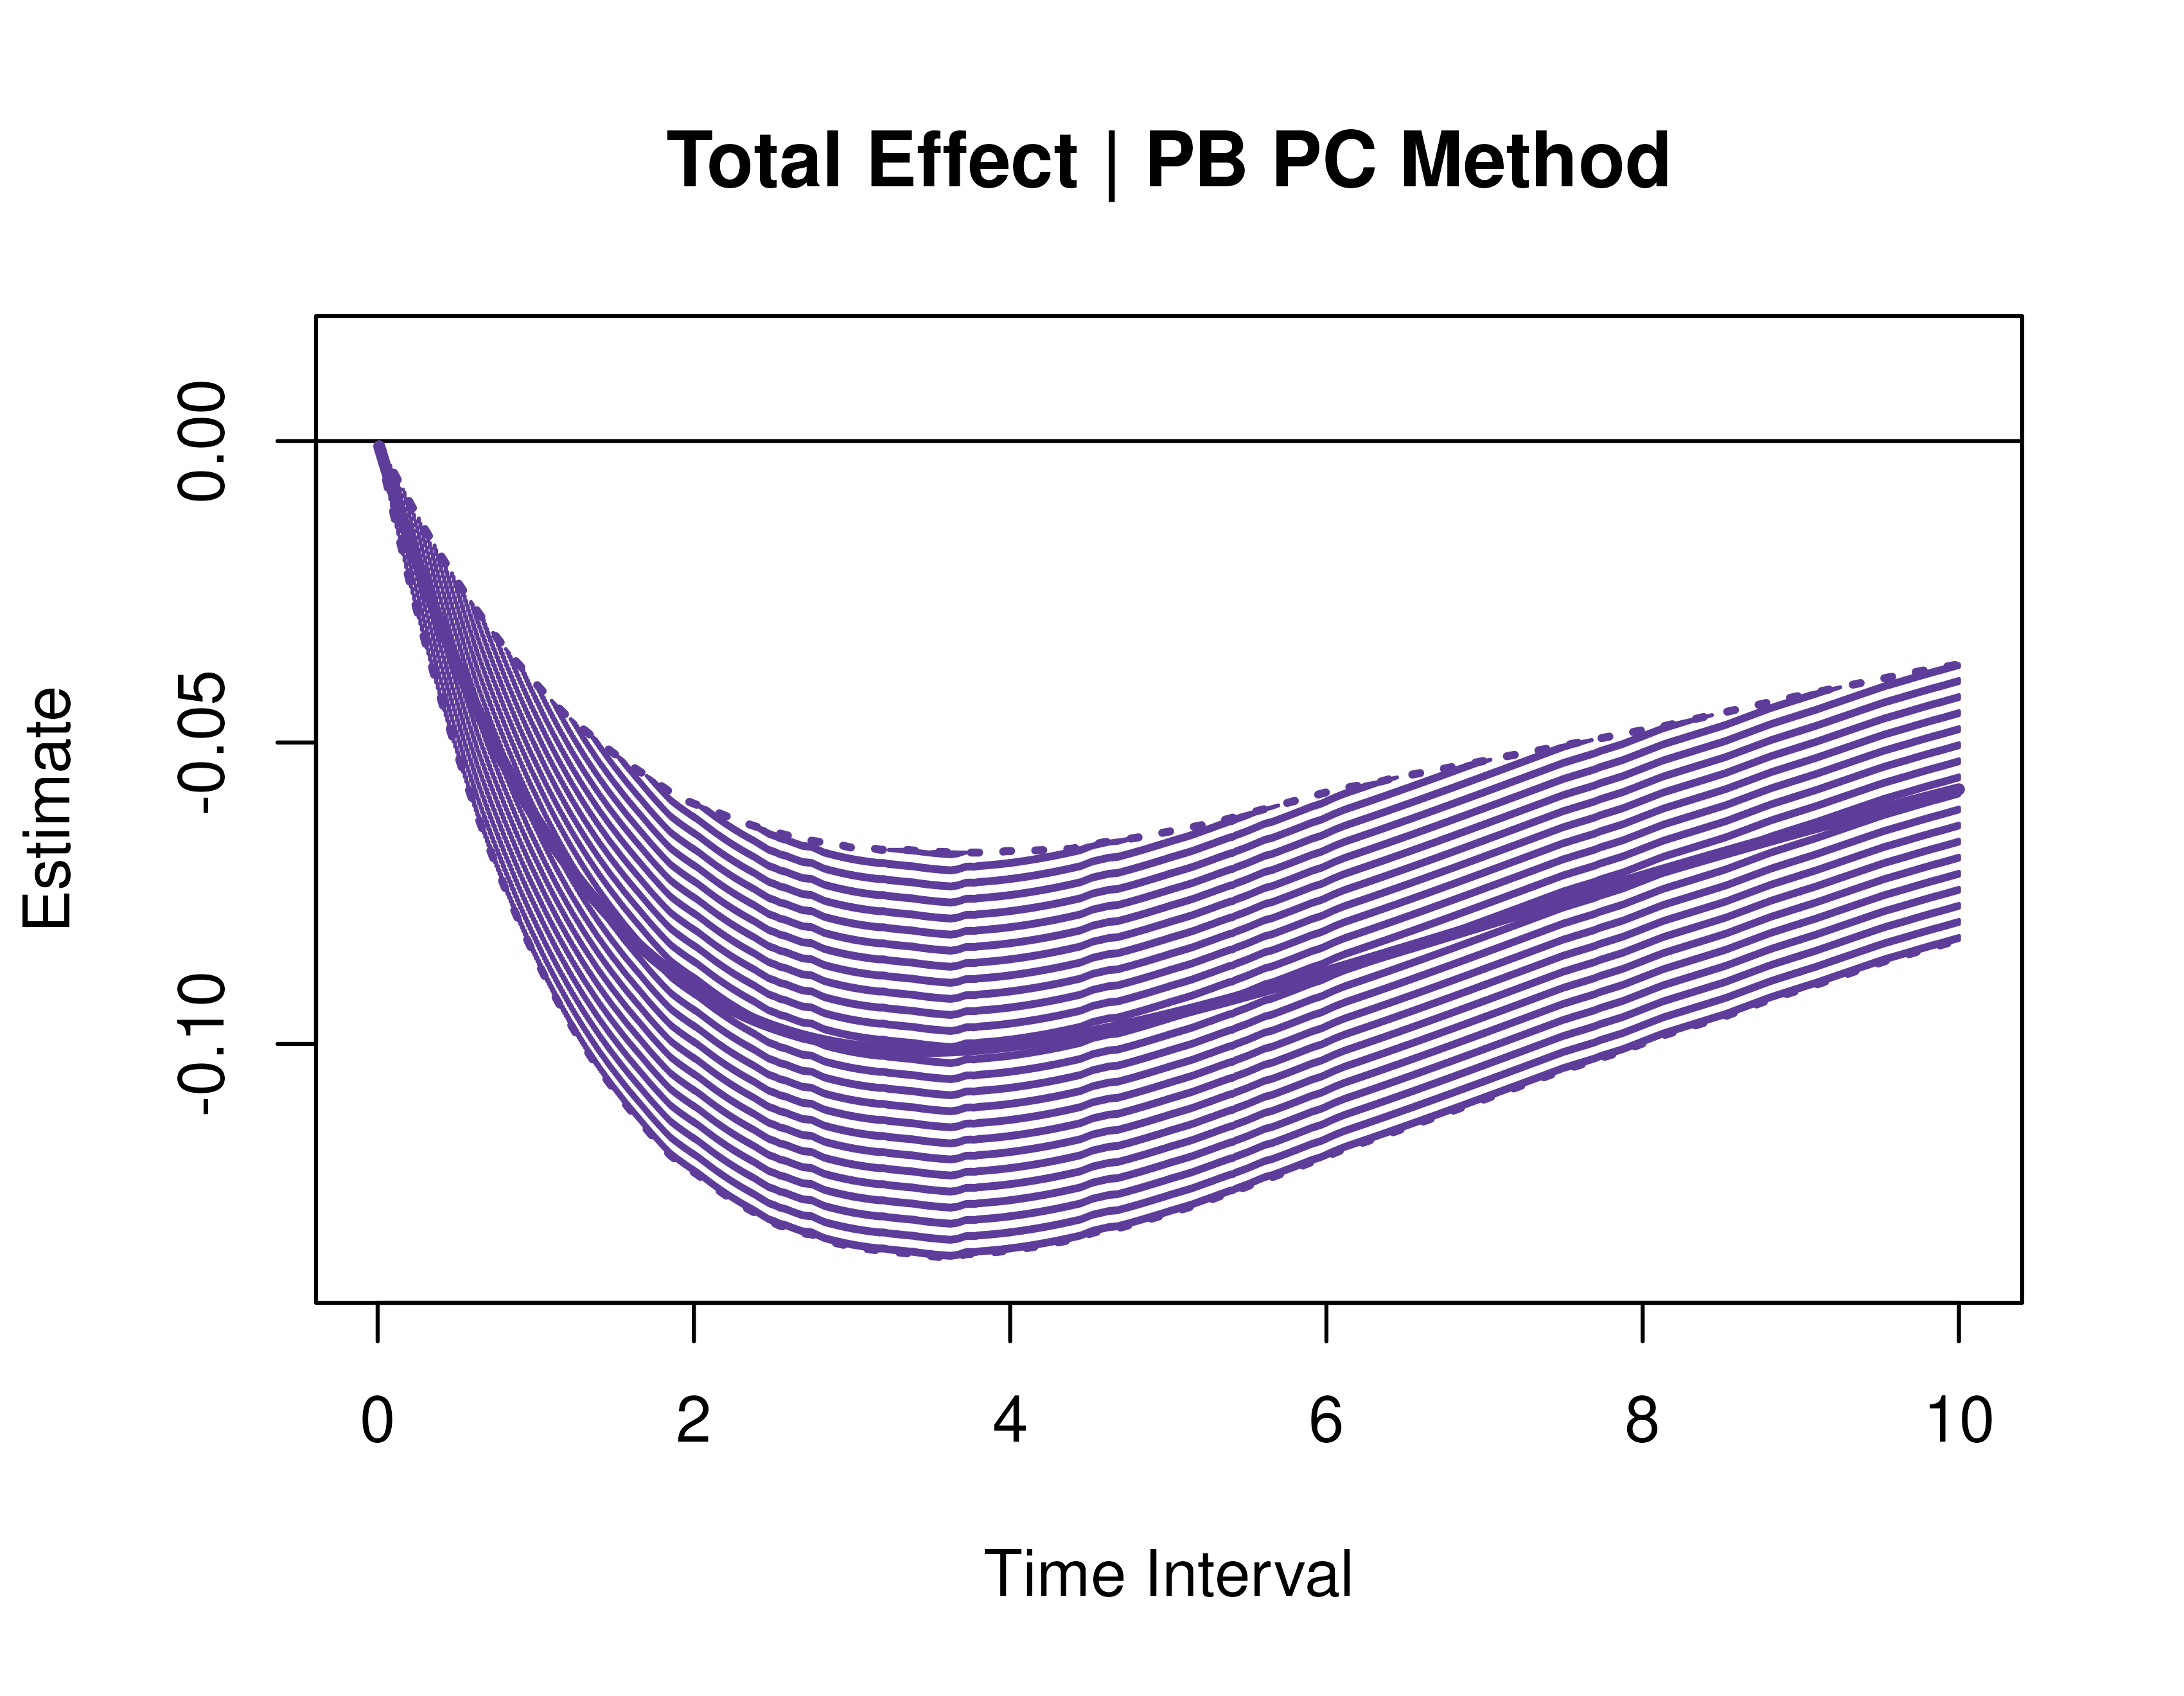 Total Effect | PB PC Method
Estimate
0.00
-0.05
-0.10
0 2 4 6 8 10
Time Interval